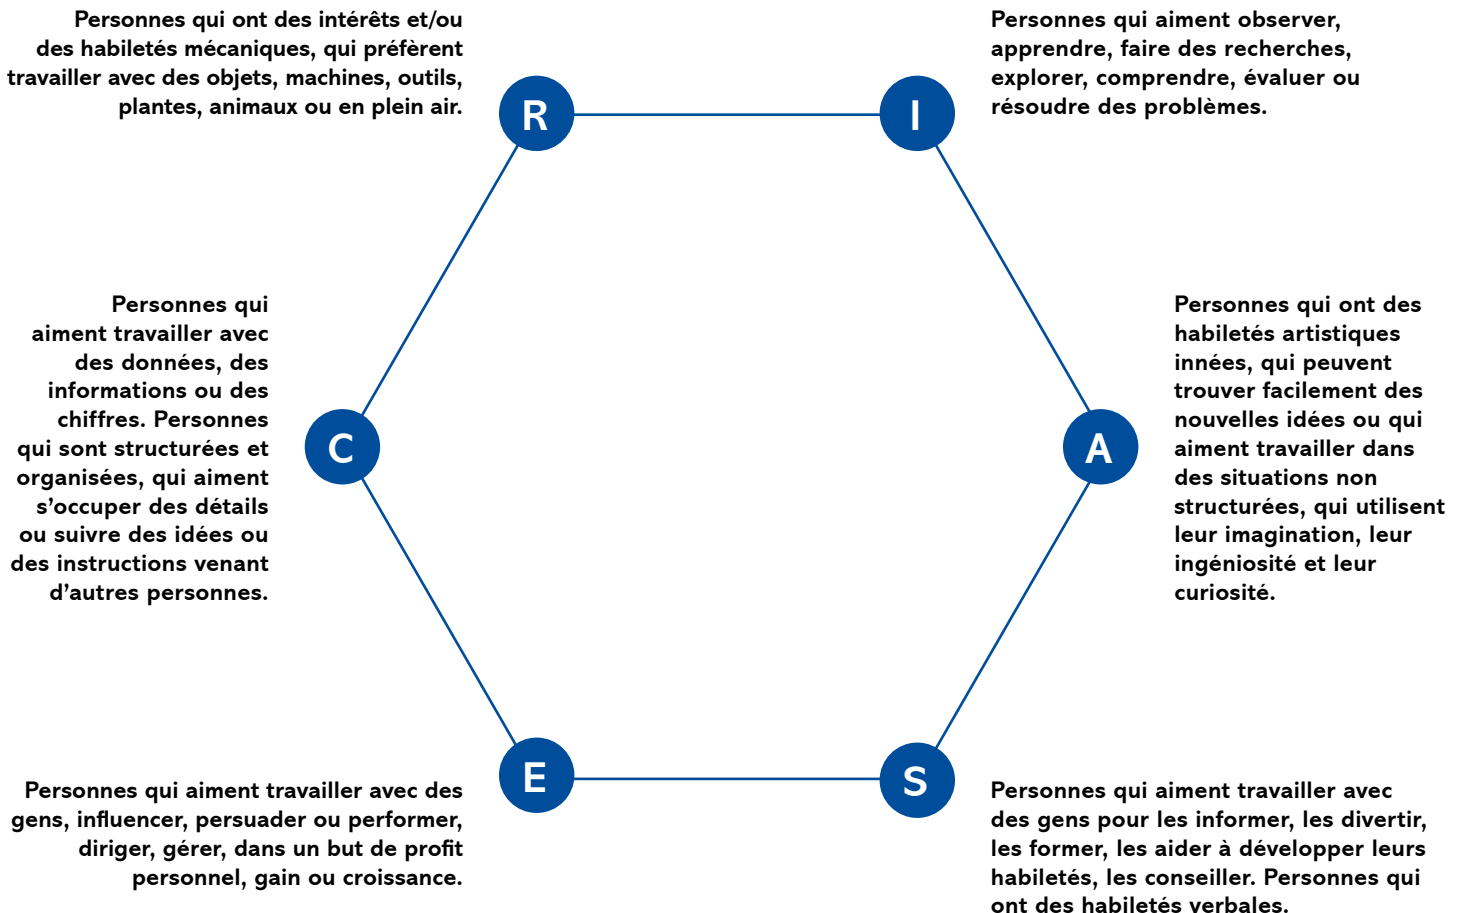 Personnes qui ont des intérêts et/ou
des habiletés mécaniques, qui préfèrent
travailler avec des objets, machines, outils,
plantes, animaux ou en plein air.
R
I
Personnes qui aiment observer,
apprendre, faire des recherches,
explorer, comprendre, évaluer ou
résoudre des problèmes.
Personnes qui
aiment travailler avec
des données, des
informations ou des
chiffres. Personnes
qui sont structurées et
organisées, qui aiment
s’occuper des détails
ou suivre des idées ou
des instructions venant
d’autres personnes.
C
A
Personnes qui ont des
habiletés artistiques
innées, qui peuvent
trouver facilement des
nouvelles idées ou qui
aiment travailler dans
des situations non
structurées, qui utilisent
leur imagination, leur
ingéniosité et leur
curiosité.
Personnes qui aiment travailler avec des
gens, influencer, persuader ou performer,
diriger, gérer, dans un but de profit
personnel, gain ou croissance.
E
S
Personnes qui aiment travailler avec
des gens pour les informer, les divertir,
les former, les aider à développer leurs
habiletés, les conseiller. Personnes qui
ont des habiletés verbales.